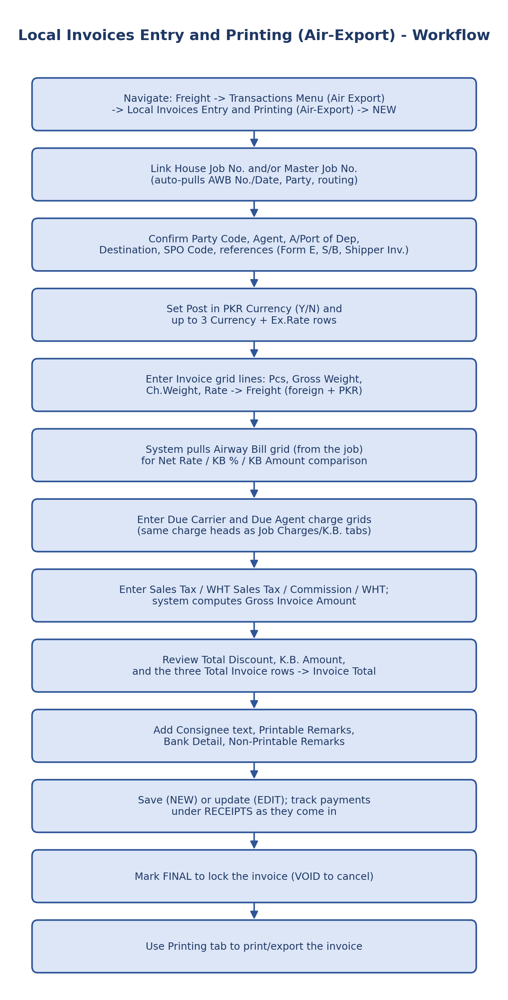 Local Invoices Entry and Printing (Air-Export) - Workflow
Navigate: Freight -> Transactions Menu (Air Export)
-> Local Invoices Entry and Printing (Air-Export) -> NEW
Link House Job No. and/or Master Job No.
(auto-pulls AWB No./Date, Party, routing)
Confirm Party Code, Agent, A/Port of Dep,
Destination, SPO Code, references (Form E, S/B, Shipper Inv.)
Set Post in PKR Currency (Y/N) and
up to 3 Currency + Ex.Rate rows
Enter Invoice grid lines: Pcs, Gross Weight,
Ch.Weight, Rate -> Freight (foreign + PKR)
System pulls Airway Bill grid (from the job)
for Net Rate / KB % / KB Amount comparison
Enter Due Carrier and Due Agent charge grids
(same charge heads as Job Charges/K.B. tabs)
Enter Sales Tax / WHT Sales Tax / Commission / WHT;
system computes Gross Invoice Amount
Review Total Discount, K.B. Amount,
and the three Total Invoice rows -> Invoice Total
Add Consignee text, Printable Remarks,
Bank Detail, Non-Printable Remarks
Save (NEW) or update (EDIT); track payments
under RECEIPTS as they come in
Mark FINAL to lock the invoice (VOID to cancel)
Use Printing tab to print/export the invoice